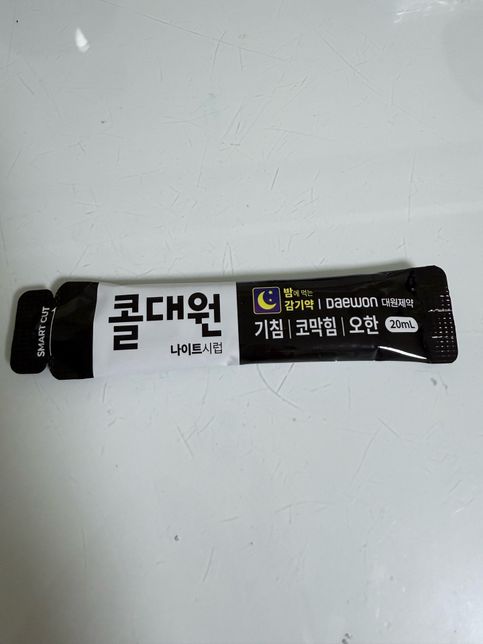 SMART CUT
콜대원
나이트시럽
밤에 먹는
감기약 | Daewon 대원제약
기침 | 코막힘 | 오한 20mL